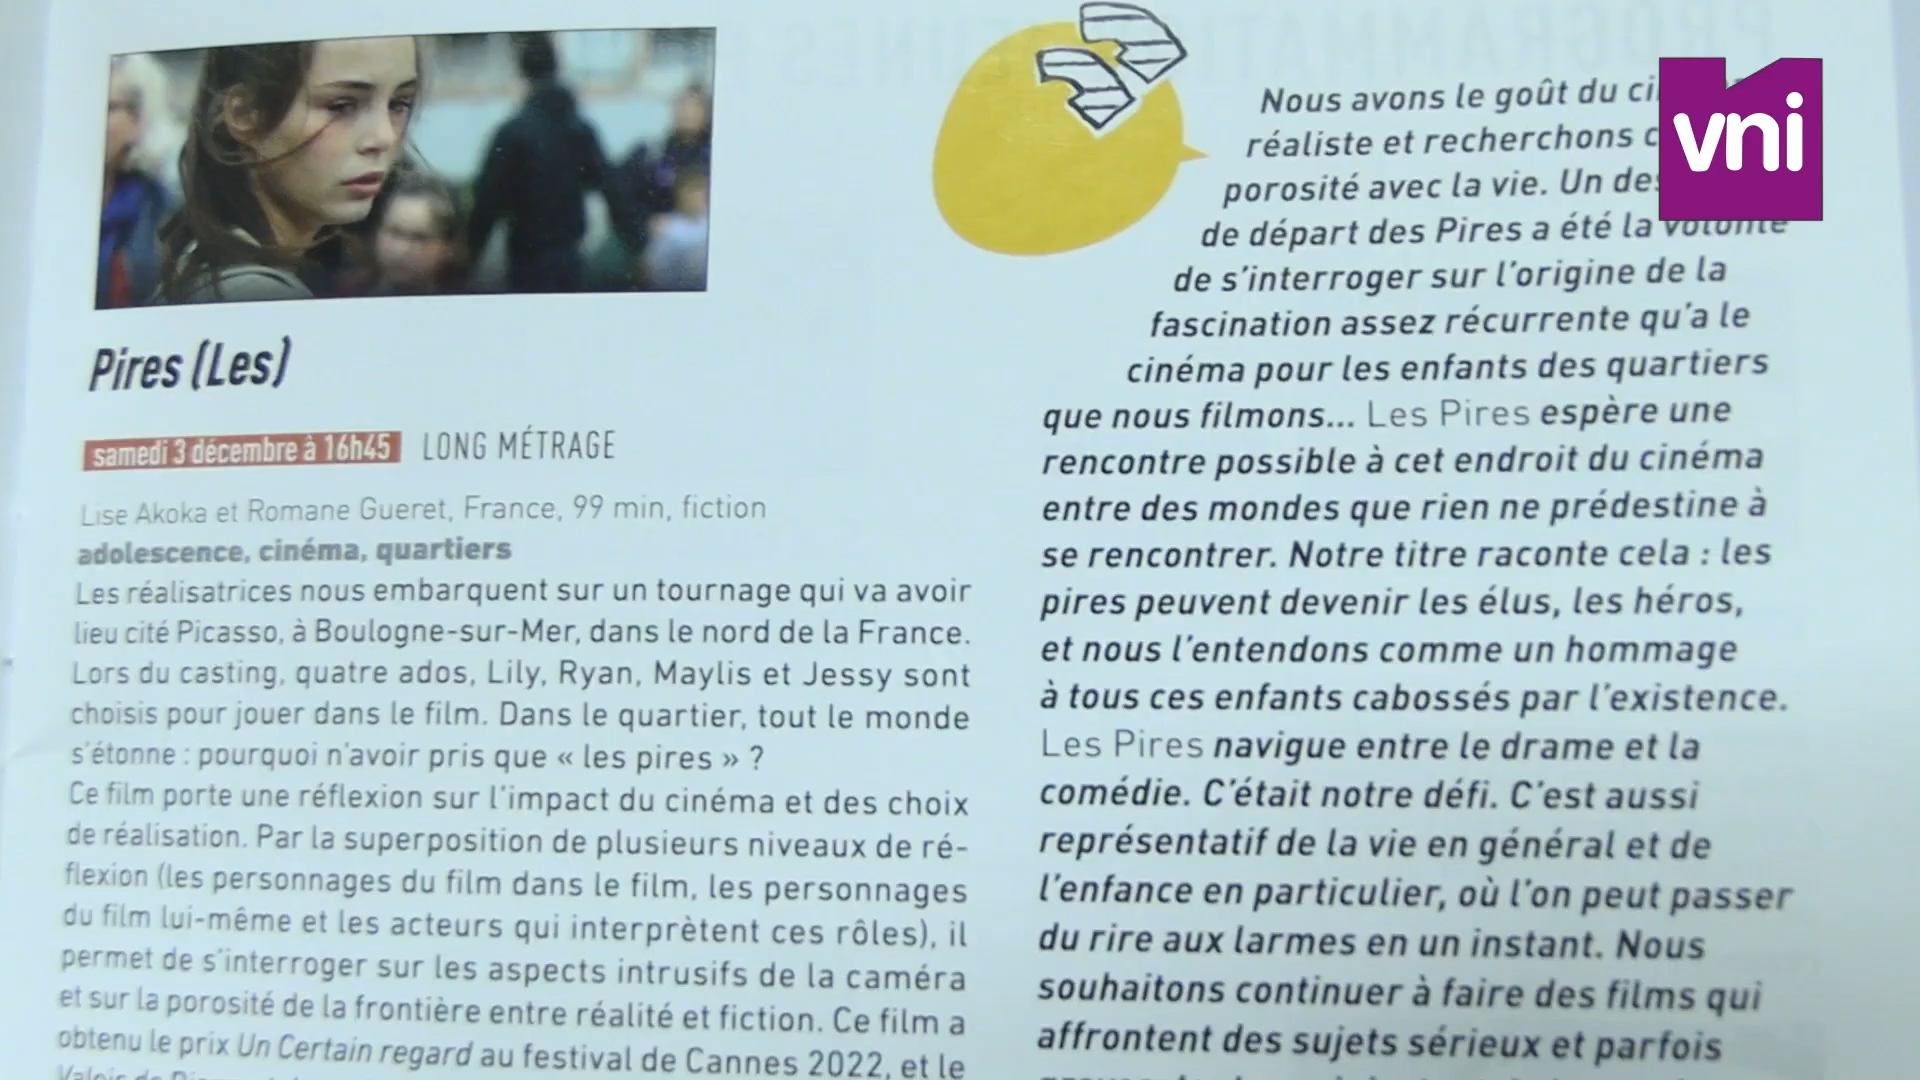 Pires (Les)
samedi 3 décembre à 16h45 LONG MÉTRAGE
Lise Akoka et Romane Gueret, France, 99 min, fiction
adolescence, cinéma, quartiers
Les réalisatrices nous embarquent sur un tournage qui va avoir
lieu cité Picasso, à Boulogne-sur-Mer, dans le nord de la France.
Lors du casting, quatre ados, Lily, Ryan, Maylis et Jessy sont
choisis pour jouer dans le film. Dans le quartier, tout le monde
s'étonne : pourquoi n'avoir pris que « les pires » ?
Ce film porte une réflexion sur l'impact du cinéma et des choix
de réalisation. Par la superposition de plusieurs niveaux de ré-
flexion (les personnages du film dans le film, les personnages
du film lui-même et les acteurs qui interprètent ces rôles), il
permet de s'interroger sur les aspects intrusifs de la caméra
et sur la porosité de la frontière entre réalité et fiction. Ce film a
obtenu le prix Un Certain regard au festival de Cannes 2022, et le
Nous avons le goût du
réaliste et recherchons
porosité avec la vie. Un
de départ des Pires a été la volonté
de s'interroger sur l'origine de la
fascination assez récurrente qu'a le
cinéma pour les enfants des quartiers
que nous filmons... Les Pires espère une
rencontre possible à cet endroit du cinéma
entre des mondes que rien ne prédestine à
se rencontrer. Notre titre raconte cela : les
pires peuvent devenir les élus, les héros,
et nous l'entendons comme un hommage
à tous ces enfants cabossés par l'existence.
Les Pires navigue entre le drame et la
comédie. C'était notre défi. C'est aussi
représentatif de la vie en général et de
l'enfance en particulier, où l'on peut passer
du rire aux larmes en un instant. Nous
souhaitons continuer à faire des films qui
affrontent des sujets sérieux et parfois
vni